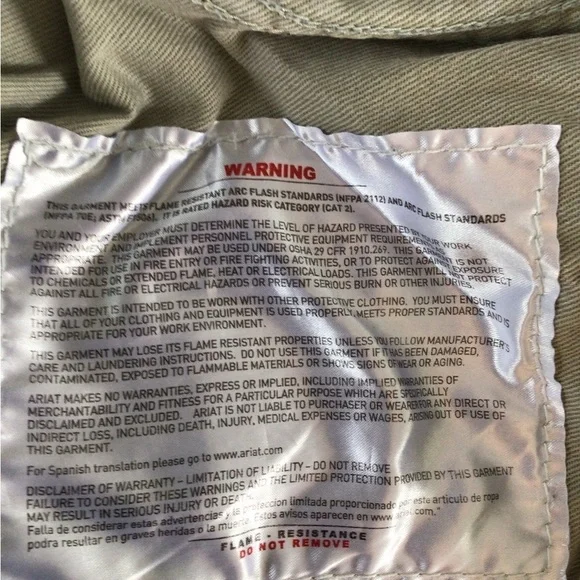 WARNING
THIS GARMENT MEETS FLAME RESISTANT ARC FLASH STANDARDS (NFPA 2112) AND ARC FLASH STANDARDS
(NFPA 70E; ASTM F1506). IT IS RATED HAZARD RISK CATEGORY (CAT 2).
YOU AND YOUR EMPLOYER MUST DETERMINE THE LEVEL OF HAZARD PRESENTED BY YOUR WORK
ENVIRONMENT AND IMPLEMENT PERSONNEL PROTECTIVE EQUIPMENT REQUIREMENTS
APPROPRIATE. THIS GARMENT MAY BE USED UNDER OSHA 29 CFR 1910.269. THIS GARMENT IS NOT
INTENDED FOR USE IN FIRE ENTRY OR FIRE FIGHTING ACTIVITIES, OR TO PROTECT AGAINST EXPOSURE
TO CHEMICALS OR EXTENDED FLAME, HEAT OR ELECTRICAL LOADS. THIS GARMENT WILL NOT PROTECT
AGAINST ALL FIRE OR ELECTRICAL HAZARDS OR PREVENT SERIOUS BURN OR OTHER INJURIES.
THIS GARMENT IS INTENDED TO BE WORN WITH OTHER PROTECTIVE CLOTHING. YOU MUST ENSURE
THAT ALL OF YOUR CLOTHING AND EQUIPMENT IS USED PROPERLY, MEETS PROPER STANDARDS AND IS
APPROPRIATE FOR YOUR WORK ENVIRONMENT.
THIS GARMENT MAY LOSE ITS FLAME RESISTANT PROPERTIES UNLESS YOU FOLLOW MANUFACTURER'S
CARE AND LAUNDERING INSTRUCTIONS. DO NOT USE THIS GARMENT IF IT HAS BEEN DAMAGED,
CONTAMINATED, EXPOSED TO FLAMMABLE MATERIALS OR SHOWS SIGNS OF WEAR OR AGING.
ARIAT MAKES NO WARRANTIES, EXPRESS OR IMPLIED, INCLUDING IMPLIED WARRANTIES OF
MERCHANTABILITY AND FITNESS FOR A PARTICULAR PURPOSE WHICH ARE SPECIFICALLY
DISCLAIMED AND EXCLUDED. ARIAT IS NOT LIABLE TO PURCHASER OR WEARER FOR ANY DIRECT OR
INDIRECT LOSS, INCLUDING DEATH, INJURY, MEDICAL EXPENSES OR WAGES, ARISING OUT OF USE OF
THIS GARMENT.
For Spanish translation please go to www.ariat.com.
DISCLAIMER OF WARRANTY - LIMITATION OF LIABILITY - DO NOT REMOVE
FAILURE TO CONSIDER THESE WARNINGS AND THE LIMITED PROTECTION PROVIDED BY THIS GARMENT
MAY RESULT IN SERIOUS INJURY OR DEATH.
Falla de considerar estas advertencias y la proteccion limitada proporcionado por este articulo de ropa
podra resultar en graves heridas o la muerte. Estos avisos aparecen en www.ariat.com."
FLAME - RESISTANCE
DO NOT REMOVE